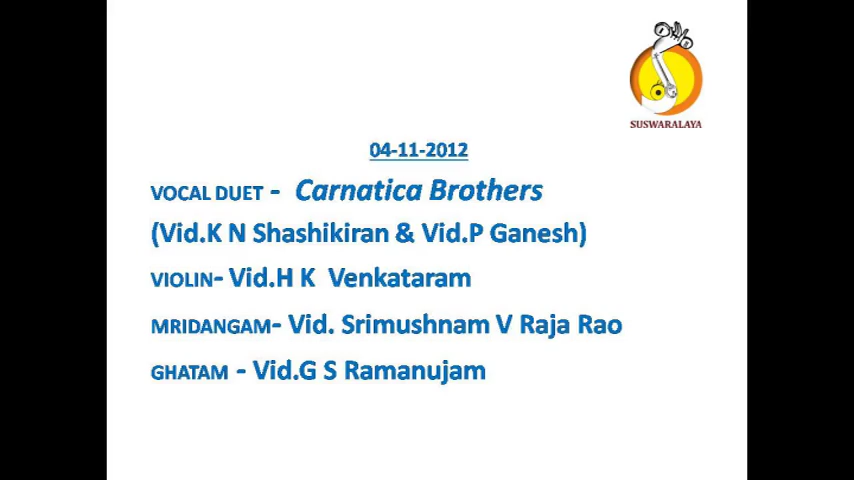 SUSWARALAYA
04-11-2012
VOCAL DUET - Carnatica Brothers
(Vid.K N Shashikiran & Vid.P Ganesh)
VIOLIN- Vid.H K Venkataram
MRIDANGAM- Vid. Srimushnam V Raja Rao
GHATAM - Vid.G S Ramanujam